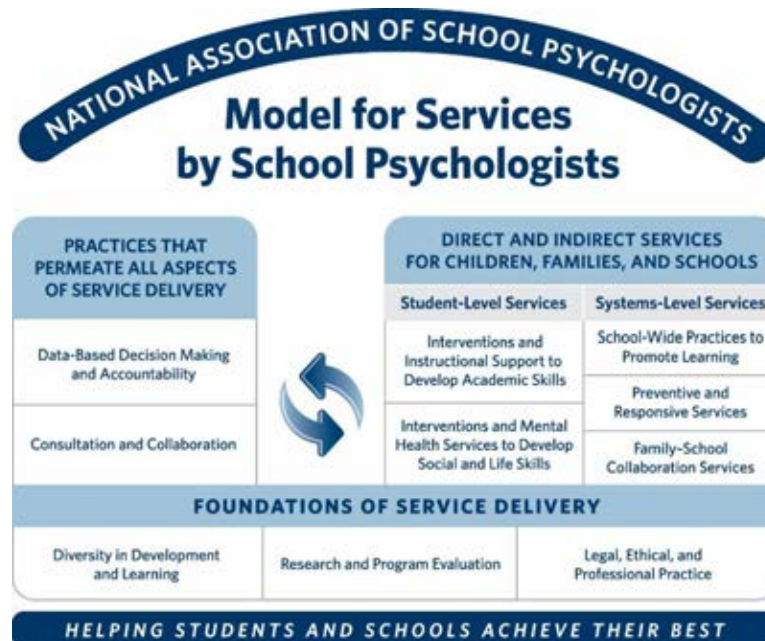 NATIONAL ASSOCIATION OF SCHOOL PSYCHOLOGISTS
Model for Services
by School Psychologists
PRACTICES THAT
PERMEATE ALL ASPECTS
OF SERVICE DELIVERY
Data-Based Decision Making
and Accountability
Consultation and Collaboration
DIRECT AND INDIRECT SERVICES
FOR CHILDREN, FAMILIES, AND SCHOOLS
Student-Level Services
Interventions and
Instructional Support to
Develop Academic Skills
Interventions and Mental
Health Services to Develop
Social and Life Skills
Systems-Level Services
School-Wide Practices to
Promote Learning
Preventive and
Responsive Services
Family–School
Collaboration Services
FOUNDATIONS OF SERVICE DELIVERY
Diversity in Development
and Learning
Research and Program Evaluation
Legal, Ethical, and
Professional Practice
HELPING STUDENTS AND SCHOOLS ACHIEVE THEIR BEST